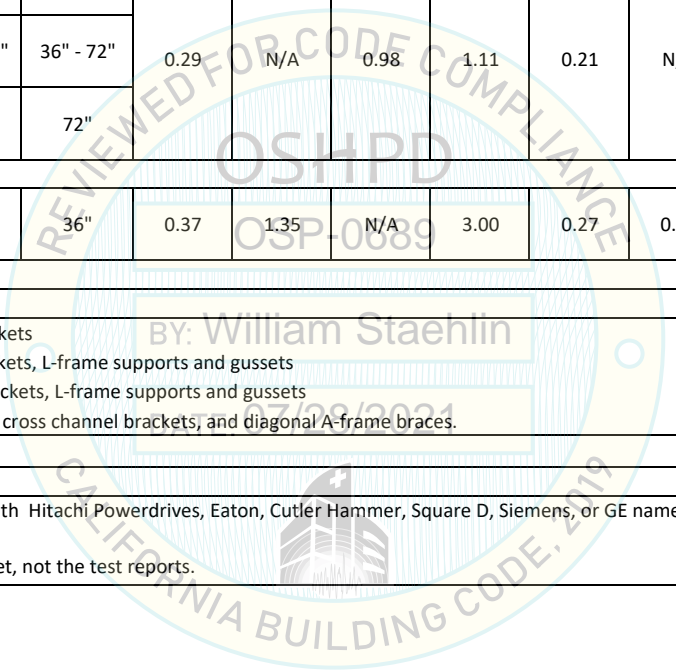 " 36" - 72" 0.29 N/A 0.98 1.11 0.21 N
72"
36" 0.37 1.35 N/A 3.00 0.27 0.
kets
kets, L-frame supports and gussets
ckets, L-frame supports and gussets
cross channel brackets, and diagonal A-frame braces.
th Hitachi Powerdrives, Eaton, Cutler Hammer, Square D, Siemens, or GE name
et, not the test reports.
REVIEWED FOR CODE COMPLIANCE
OSHPD
OSP-0689
BY: William Staehlin
DATE: 07/28/2021
CALIFORNIA BUILDING CODE, 2019